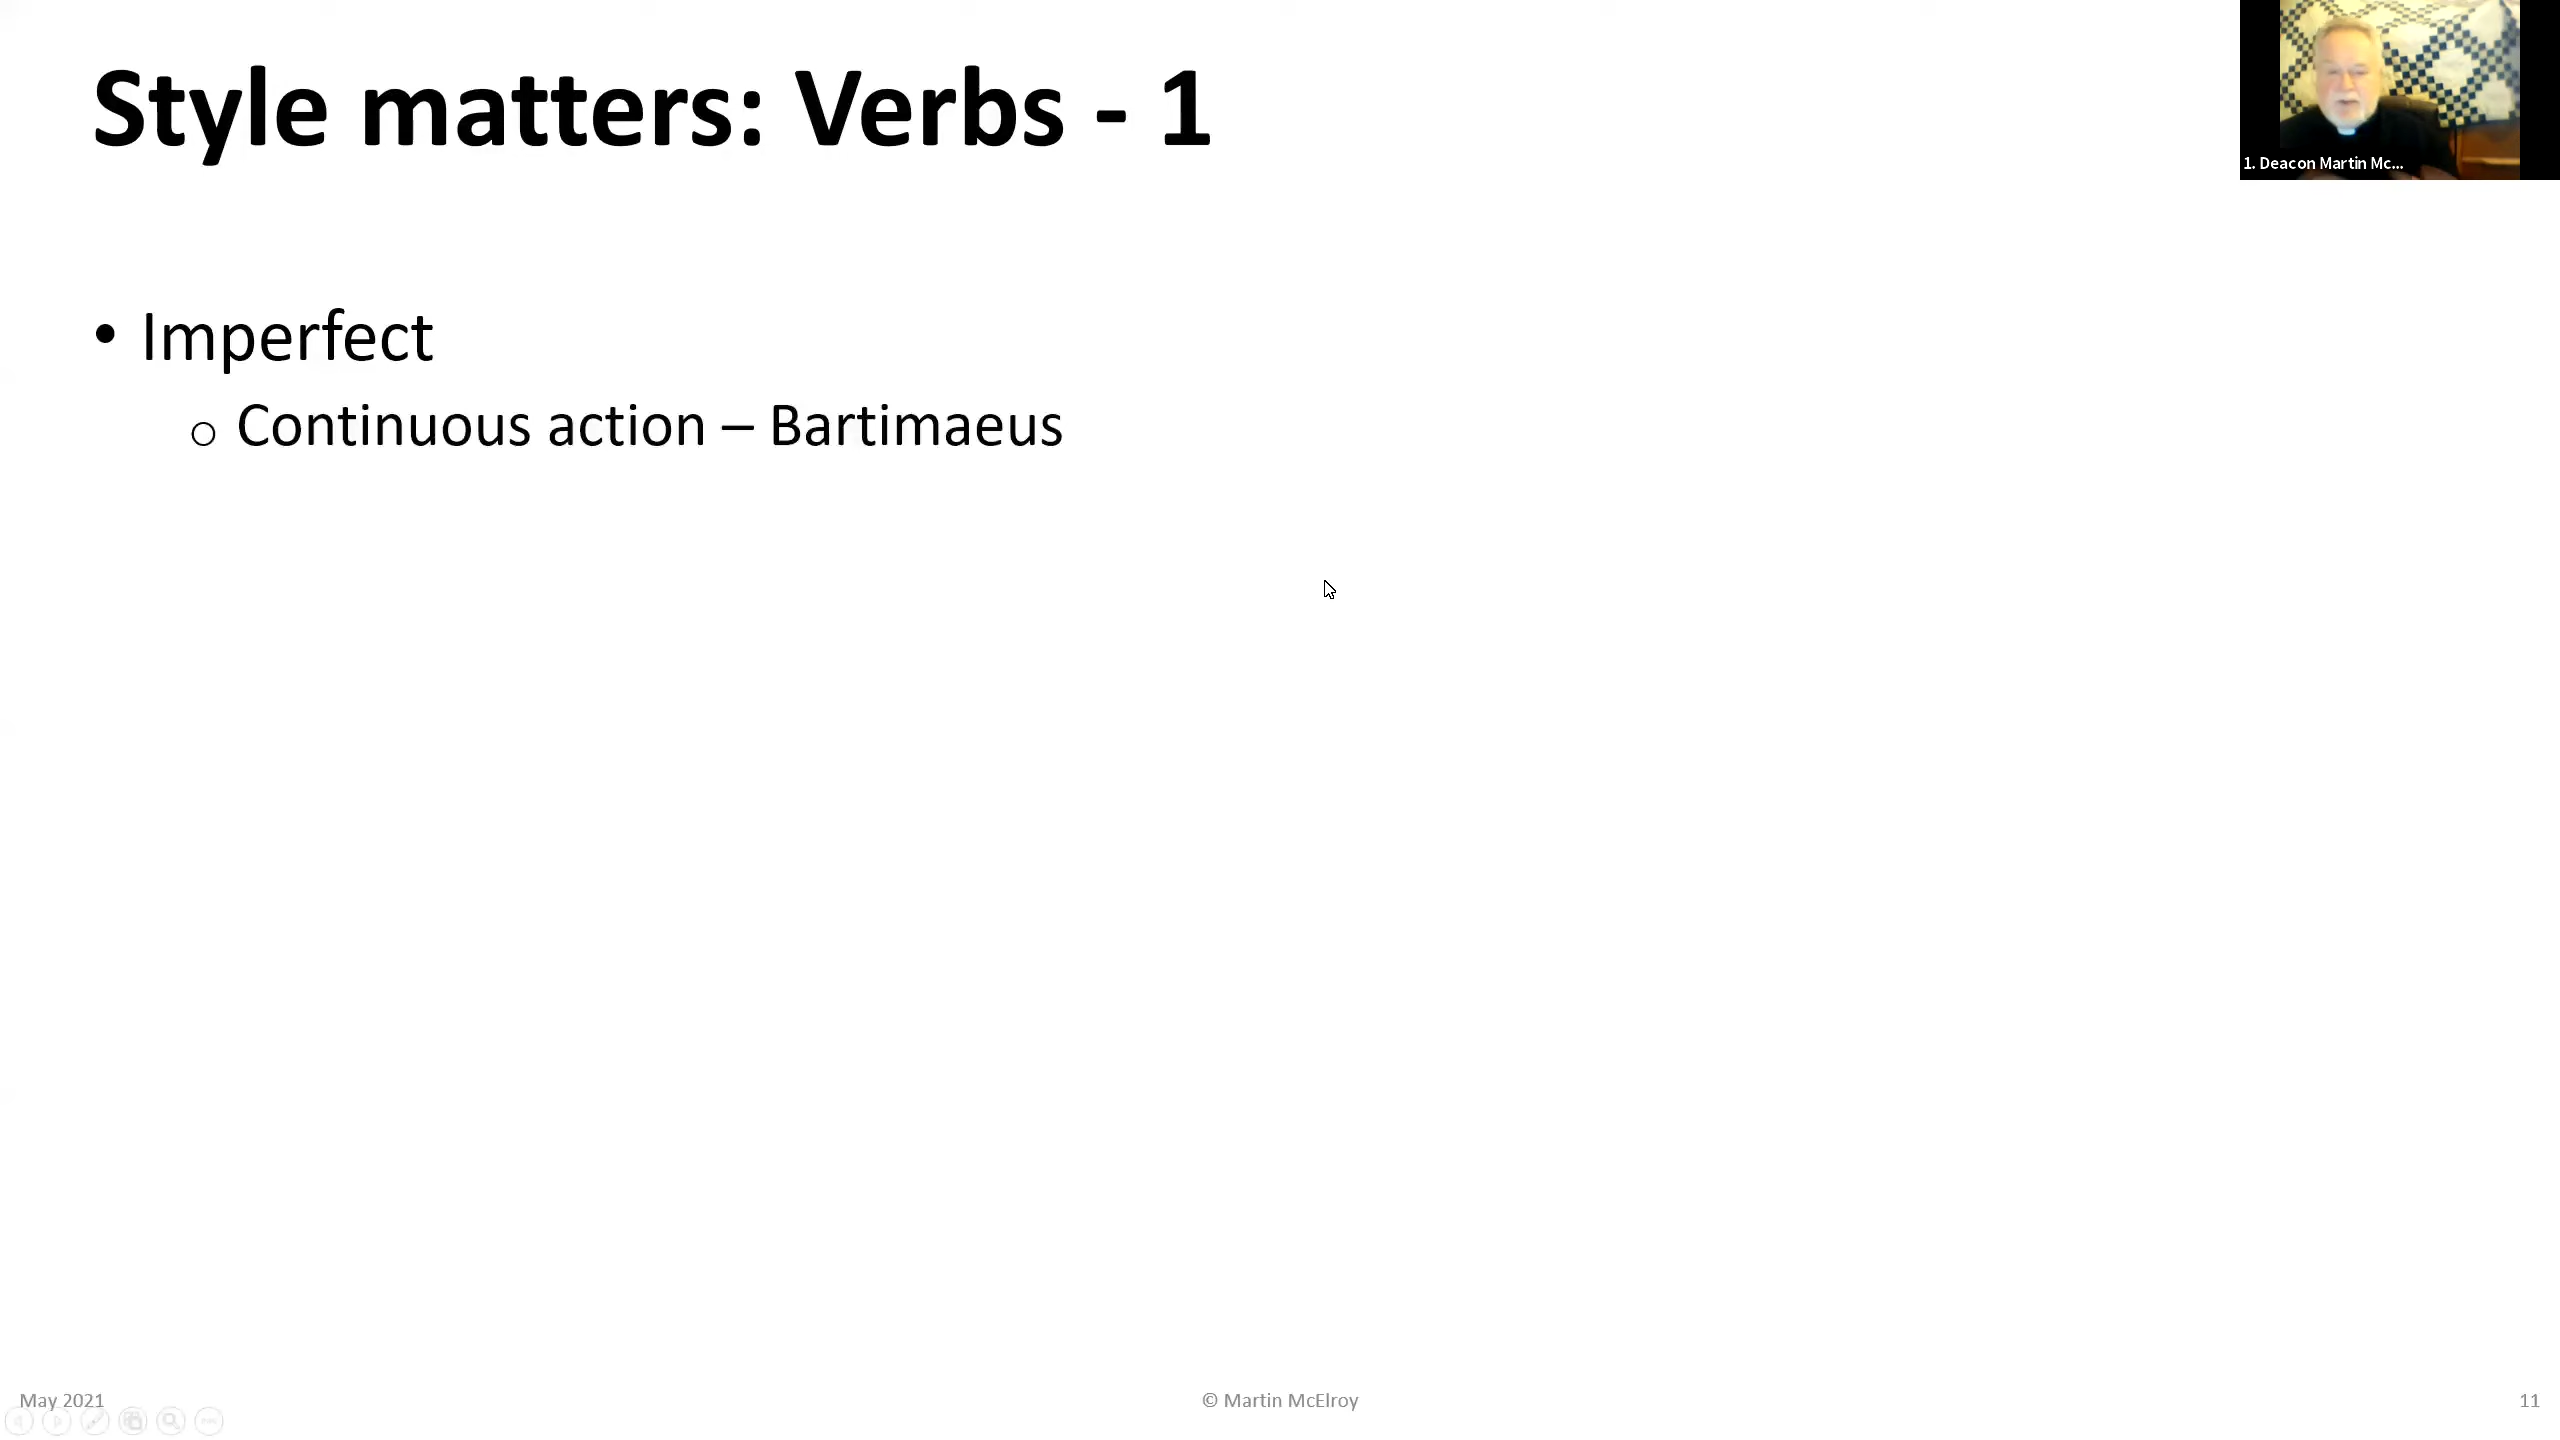 Style matters: Verbs - 1
1. Deacon Martin Mc...
• Imperfect
o Continuous action – Bartimaeus
May 2021
© Martin McElroy
11